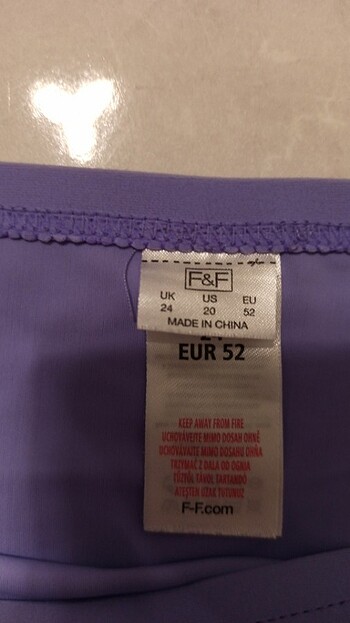 F&F
UK US EU
24 20 52
MADE IN CHINA
EUR 52
KEEP AWAY FROM FIRE
UCHOVÁVEJTE MIMO DOSAH OHNĚ
UCHOVÁVAJTE MIMO DOSAHU OHŇA
TRZYMAĆ Z DALA OD OGNIA
TŰZTŐL TÁVOL TARTANDÓ
ATEŞTEN UZAK TUTUNUZ
F-F.com